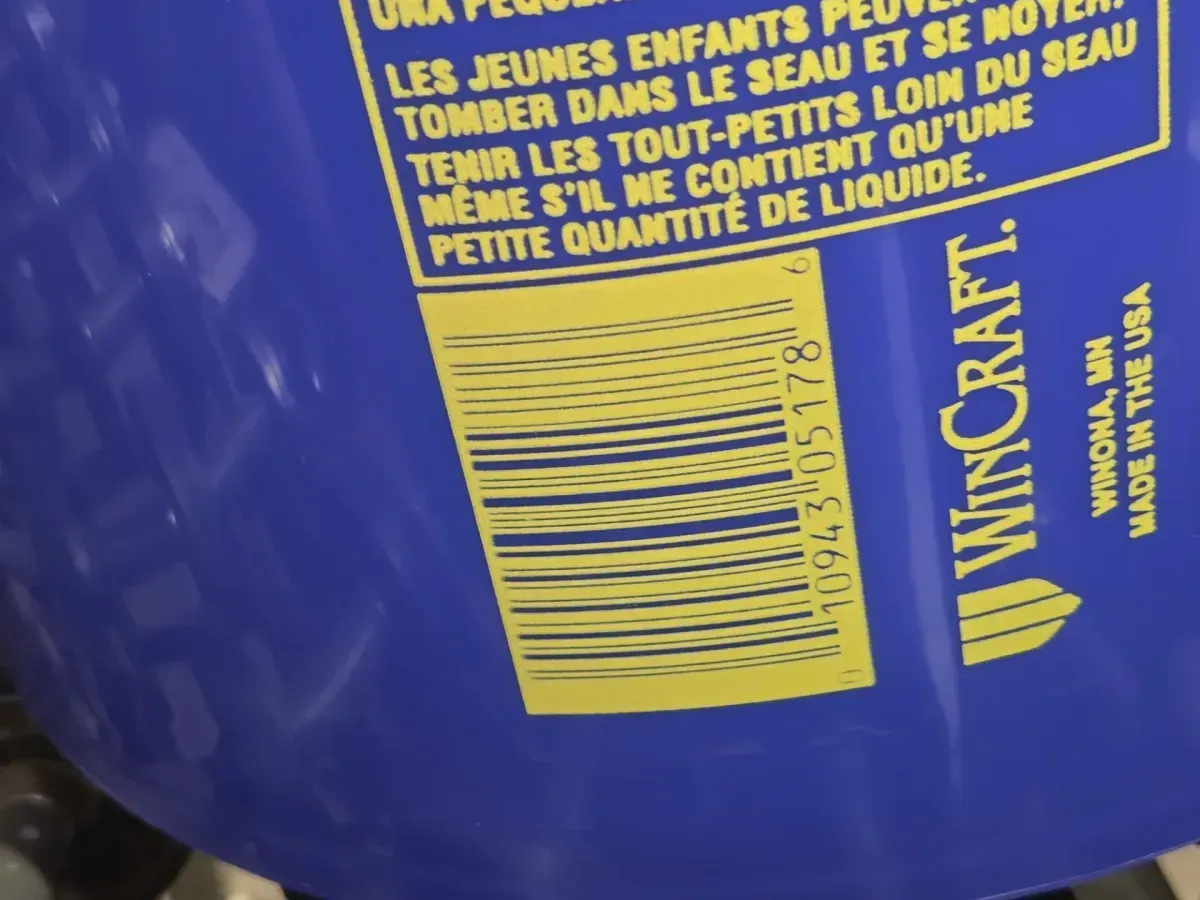 UNA
LES JEUNES ENFANTS PEUVENT
TOMBER DANS LE SEAU ET SE NOYER.
TENIR LES TOUT-PETITS LOIN DU SEAU
MÊME S'IL NE CONTIENT QU'UNE
PETITE QUANTITÉ DE LIQUIDE.
0 10943 05178 6
WINCRAFT.
WINONA, MN
MADE IN THE USA